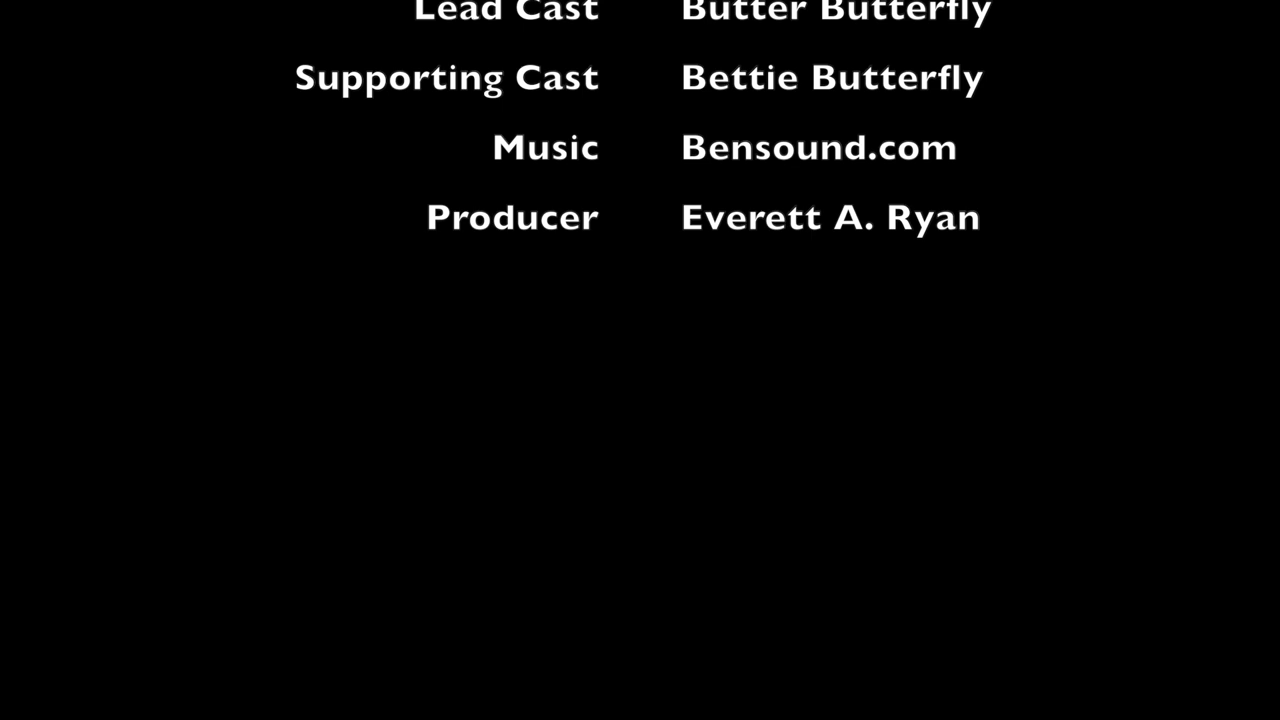 Lead Cast Butter Butterfly
Supporting Cast Bettie Butterfly
Music Bensound.com
Producer Everett A. Ryan